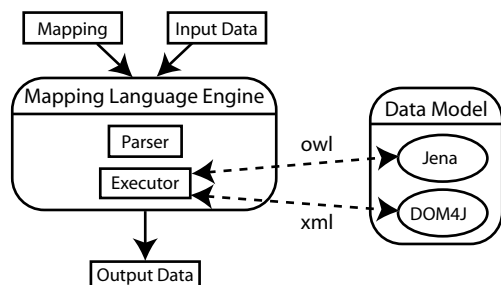 Mapping
Input Data
Mapping Language Engine
Data Model
Parser
owl
Jena
Executor
xml
DOM4J
Output Data